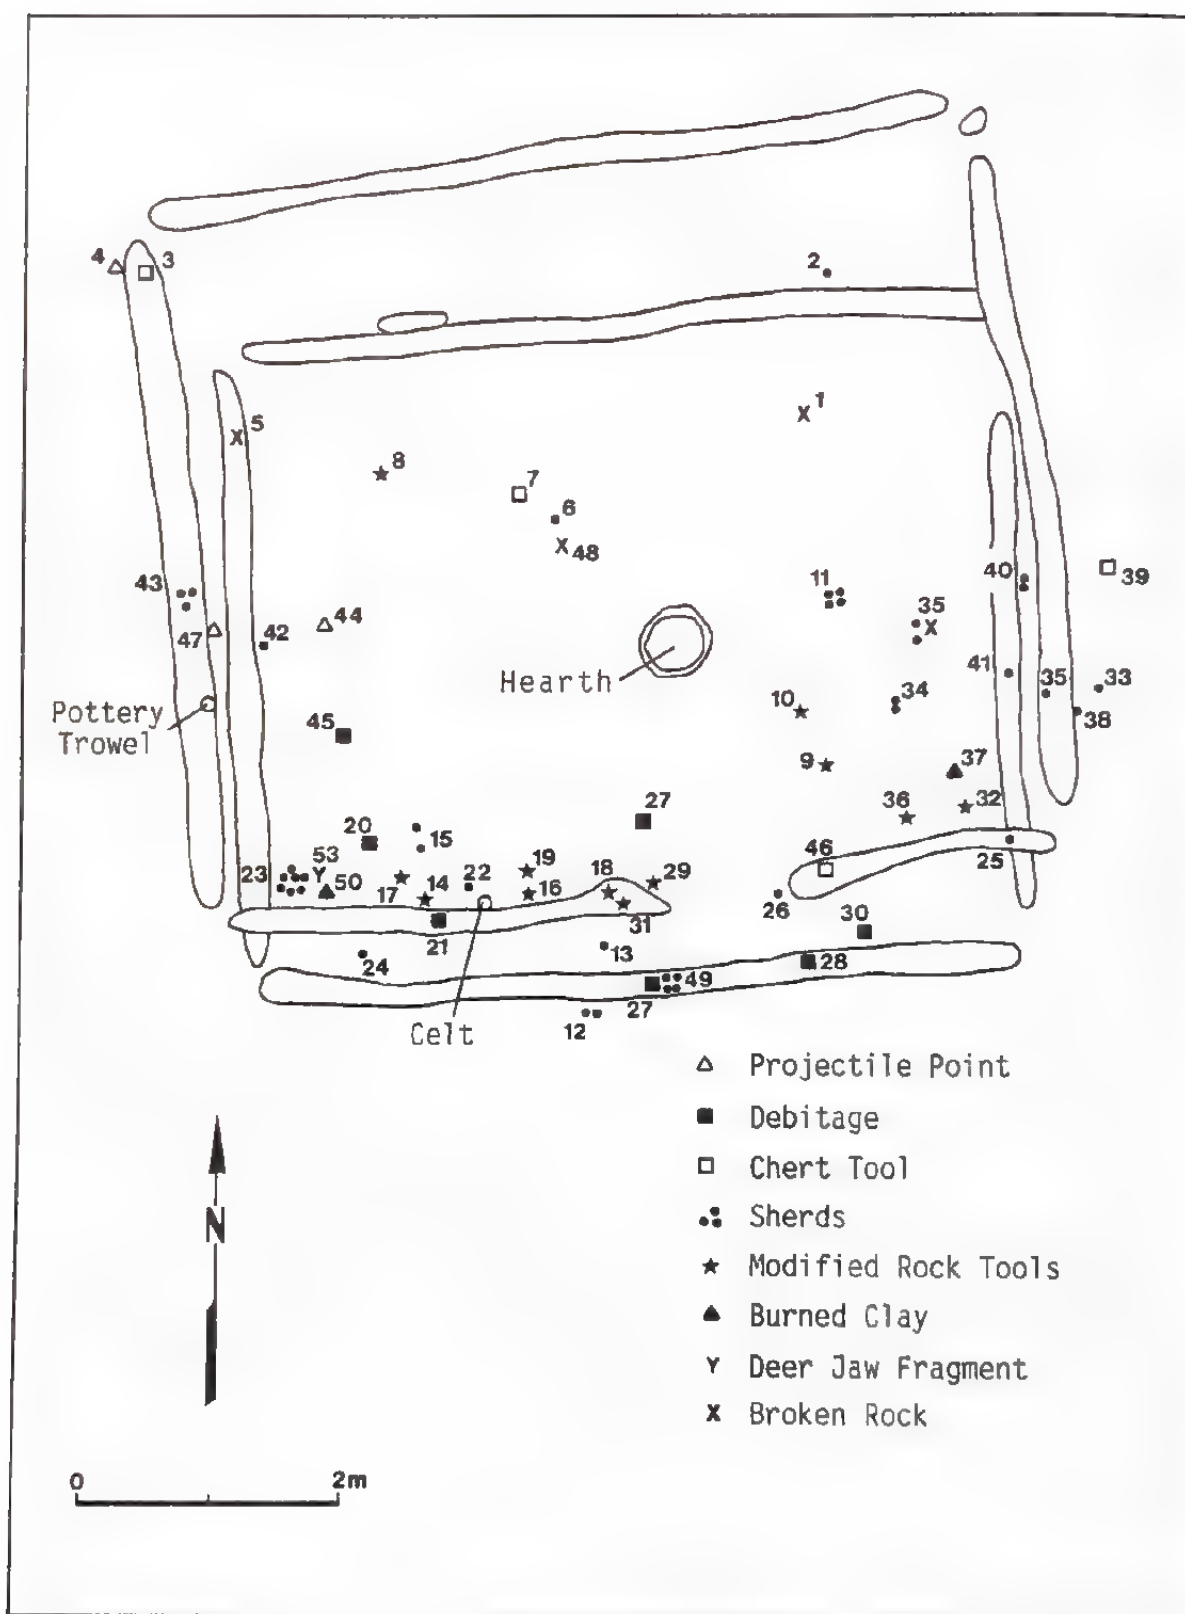 2
4 3
1
5
8
7
6
48
43
11
40
39
35
47 42 44
Hearth
41 35 33
10 34
38
Pottery
Trowel
45
9 37
27
36 32
20 15
46
25
23 53 22 19 18 29
50 17 14 16
31
26
21
30
24
13
28
49
27
12
Celt
Projectile Point
Debitage
Chert Tool
Sherds
Modified Rock Tools
Burned Clay
Deer Jaw Fragment
Broken Rock
N
0 2m